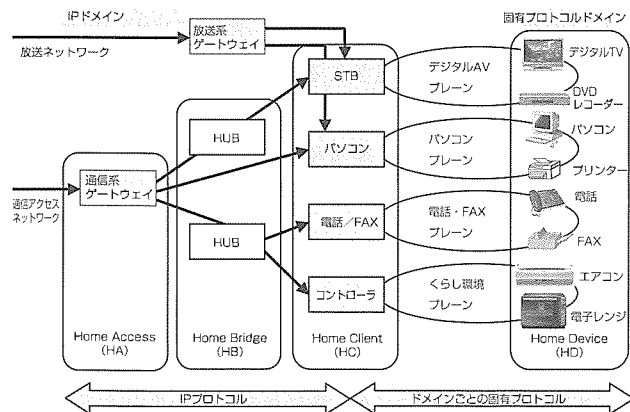 IPドメイン
放送ネットワーク
放送系
ゲートウェイ
固有プロトコルドメイン
STB
デジタルAV
プレーン
デジタルTV
DVD
レコーダー
HUB
パソコン
パソコン
プレーン
パソコン
プリンター
通信系
ゲートウェイ
通信アクセス
ネットワーク
HUB
電話/FAX
電話・FAX
プレーン
電話
FAX
コントローラ
くらし環境
プレーン
エアコン
電子レンジ
Home Access
(HA)
Home Bridge
(HB)
Home Client
(HC)
Home Device
(HD)
IPプロトコル
ドメインごとの固有プロトコル